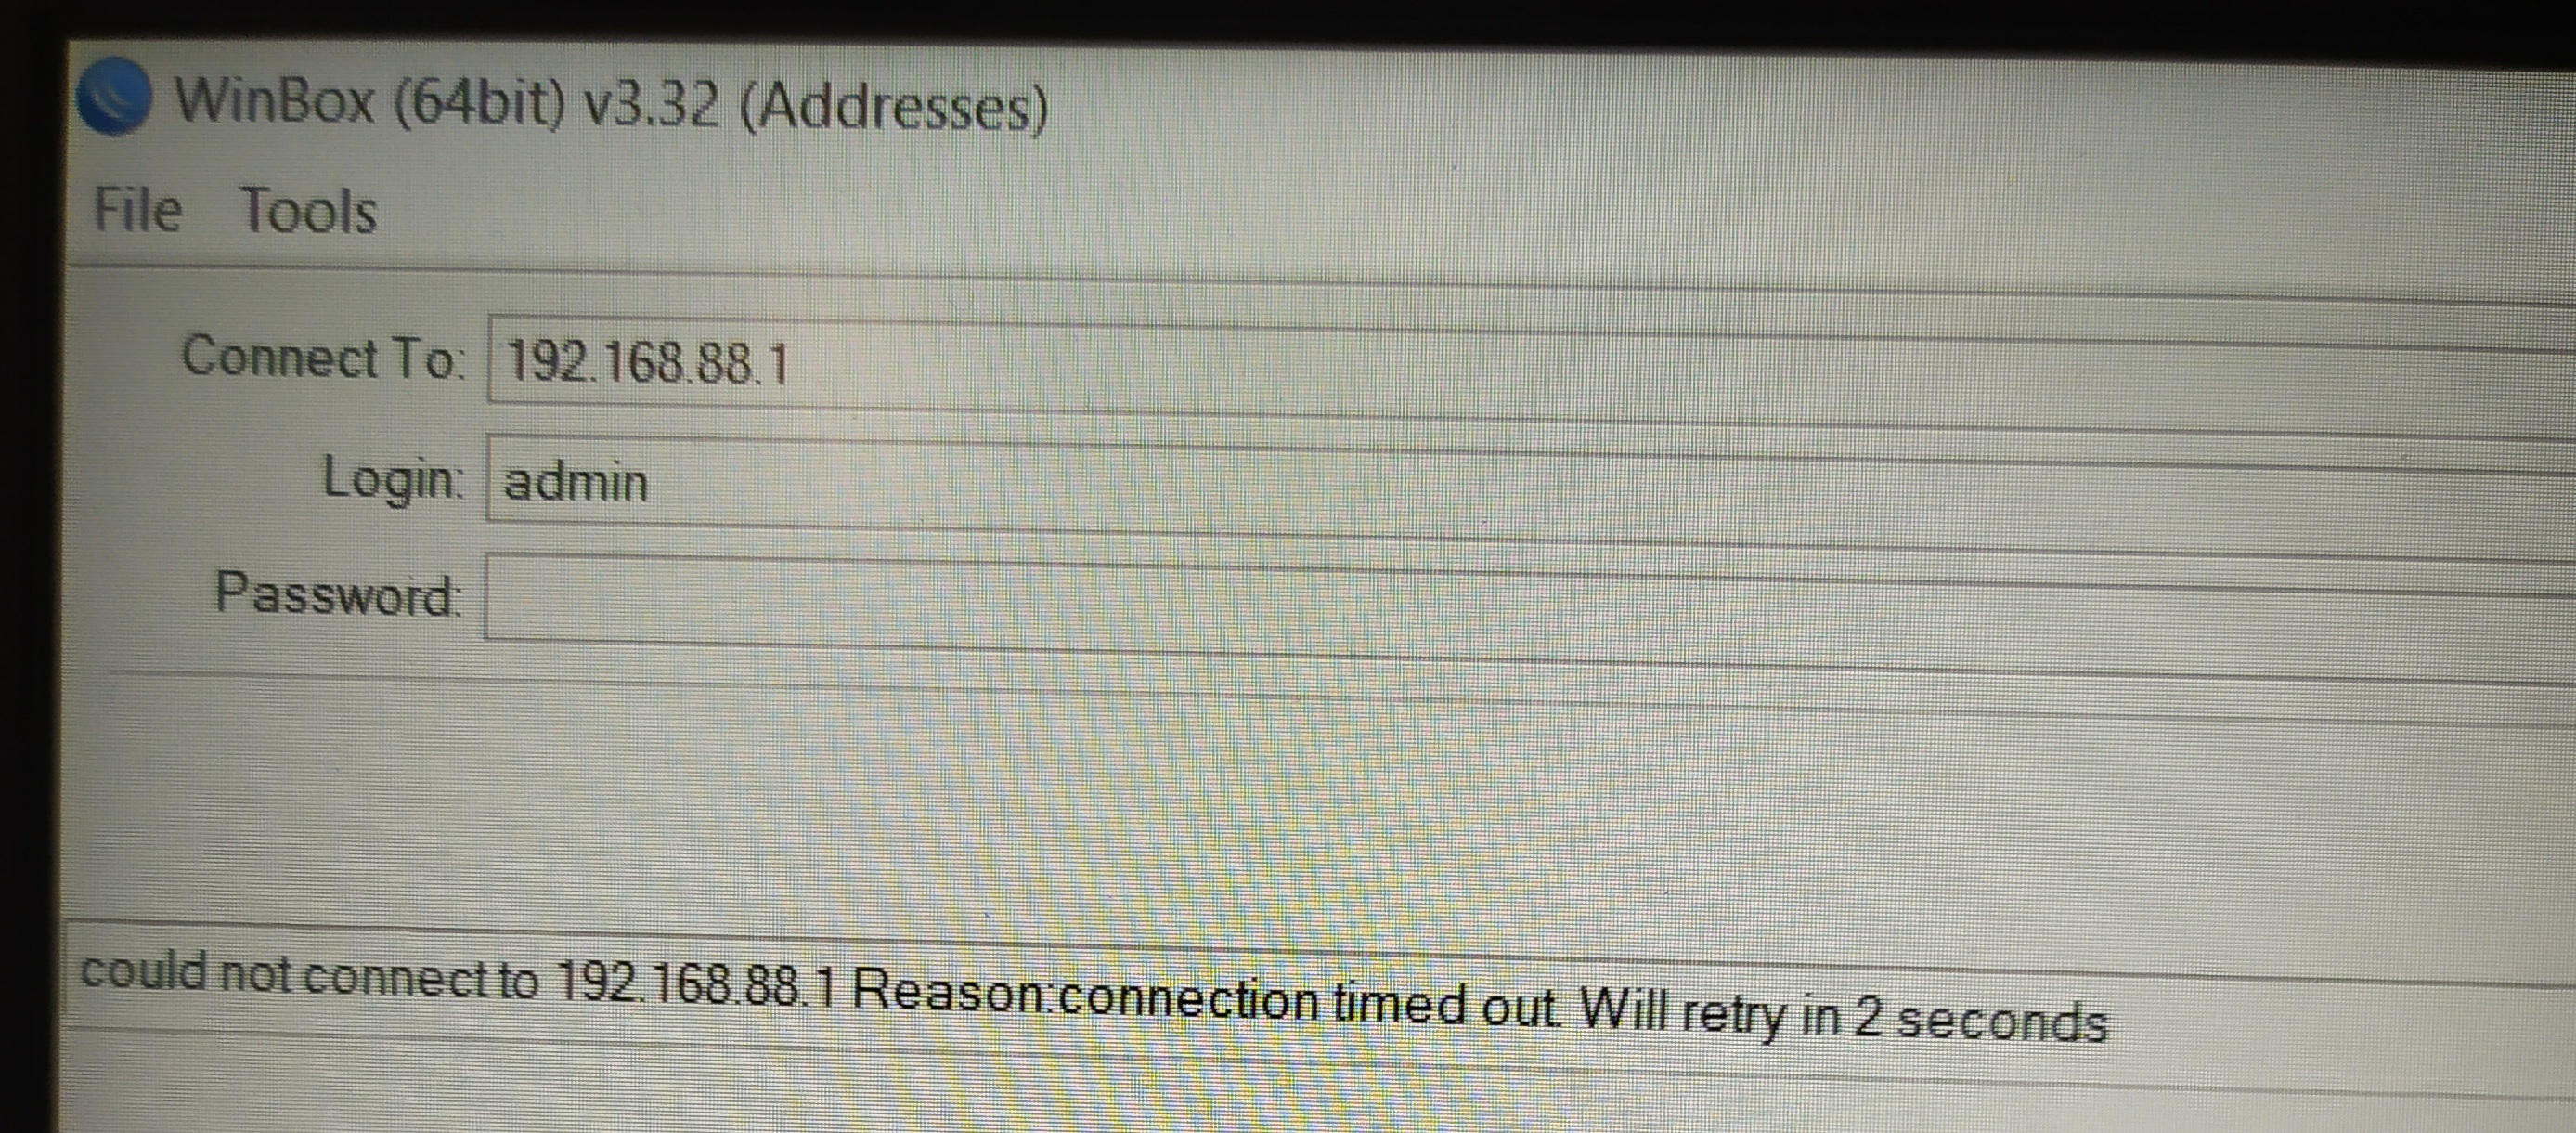 WinBox (64bit) v3.32 (Addresses)
File Tools
Connect To: 192.168.88.1
Login: admin
Password:
could not connect to 192.168.88.1 Reason:connection timed out. Will retry in 2 seconds